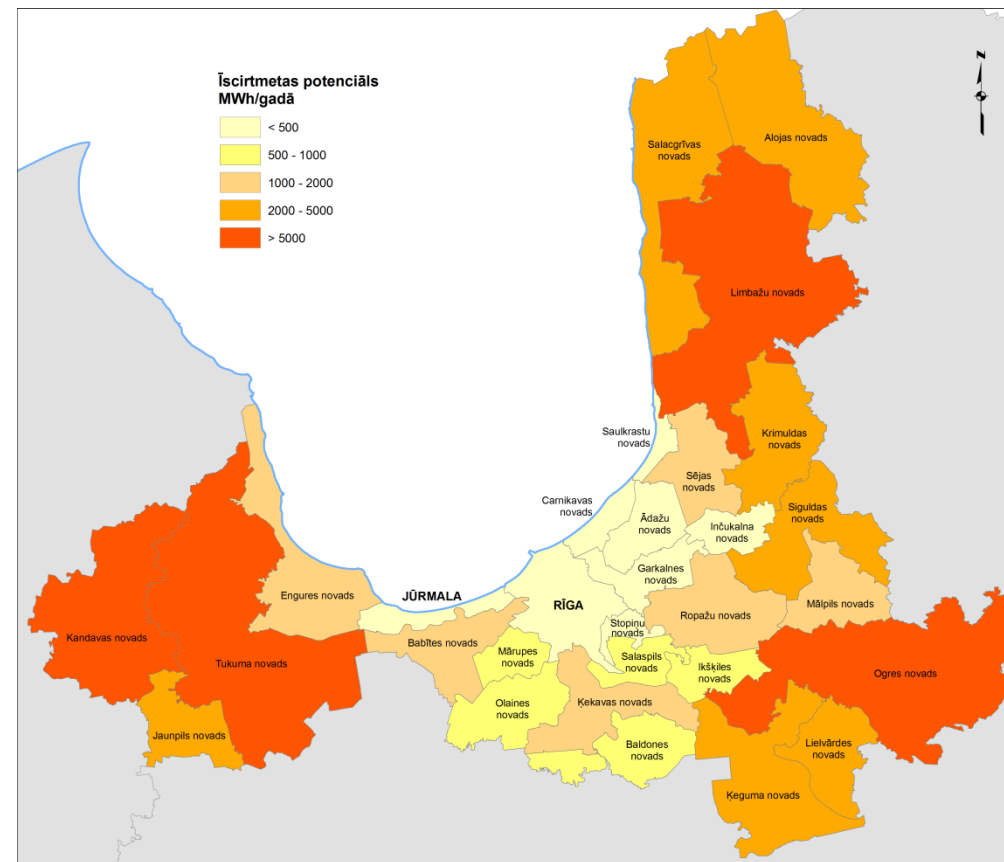 Īscirtmetas potenciāls
MWh/gadā
< 500
500 - 1000
1000 - 2000
2000 - 5000
> 5000
N
Salacgrīvas
novads
Alojas novads
Limbažu novads
Saulkrastu
novads
Krimuldas
novads
Sējas
novads
Carnikavas
novads
Ādažu
novads
Inčukalna
novads
Siguldas
novads
Garkalnes
novads
Engures novads
JŪRMALA
RĪGA
Mālpils novads
Ropažu novads
Stopiņu
novads
Kandavas novads
Babītes novads
Tukuma novads
Mārupes
novads
Salaspils
novads
Ikšķiles
novads
Ogres novads
Olaines
novads
Ķekavas novads
Jaunpils novads
Baldones
novads
Lielvārdes
novads
Ķeguma novads